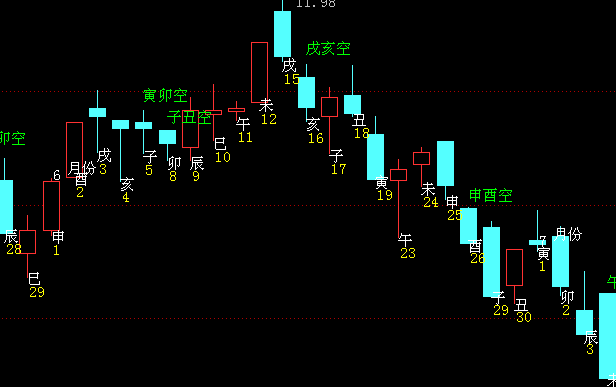 11.98
戌亥空
戌
15
寅卯空
子丑空
未
12
午
11
亥
16
丑
18
卯空
6 月份
戌
3
子
5
卯
8
辰
9
巳
10
子
17
酉
2
亥
4
寅
19
未
24
申
25
申酉空
辰
28
申
1
午
23
酉
26
7 月份
寅
1
巳
29
子
29
丑
30
卯
2
午
辰
3